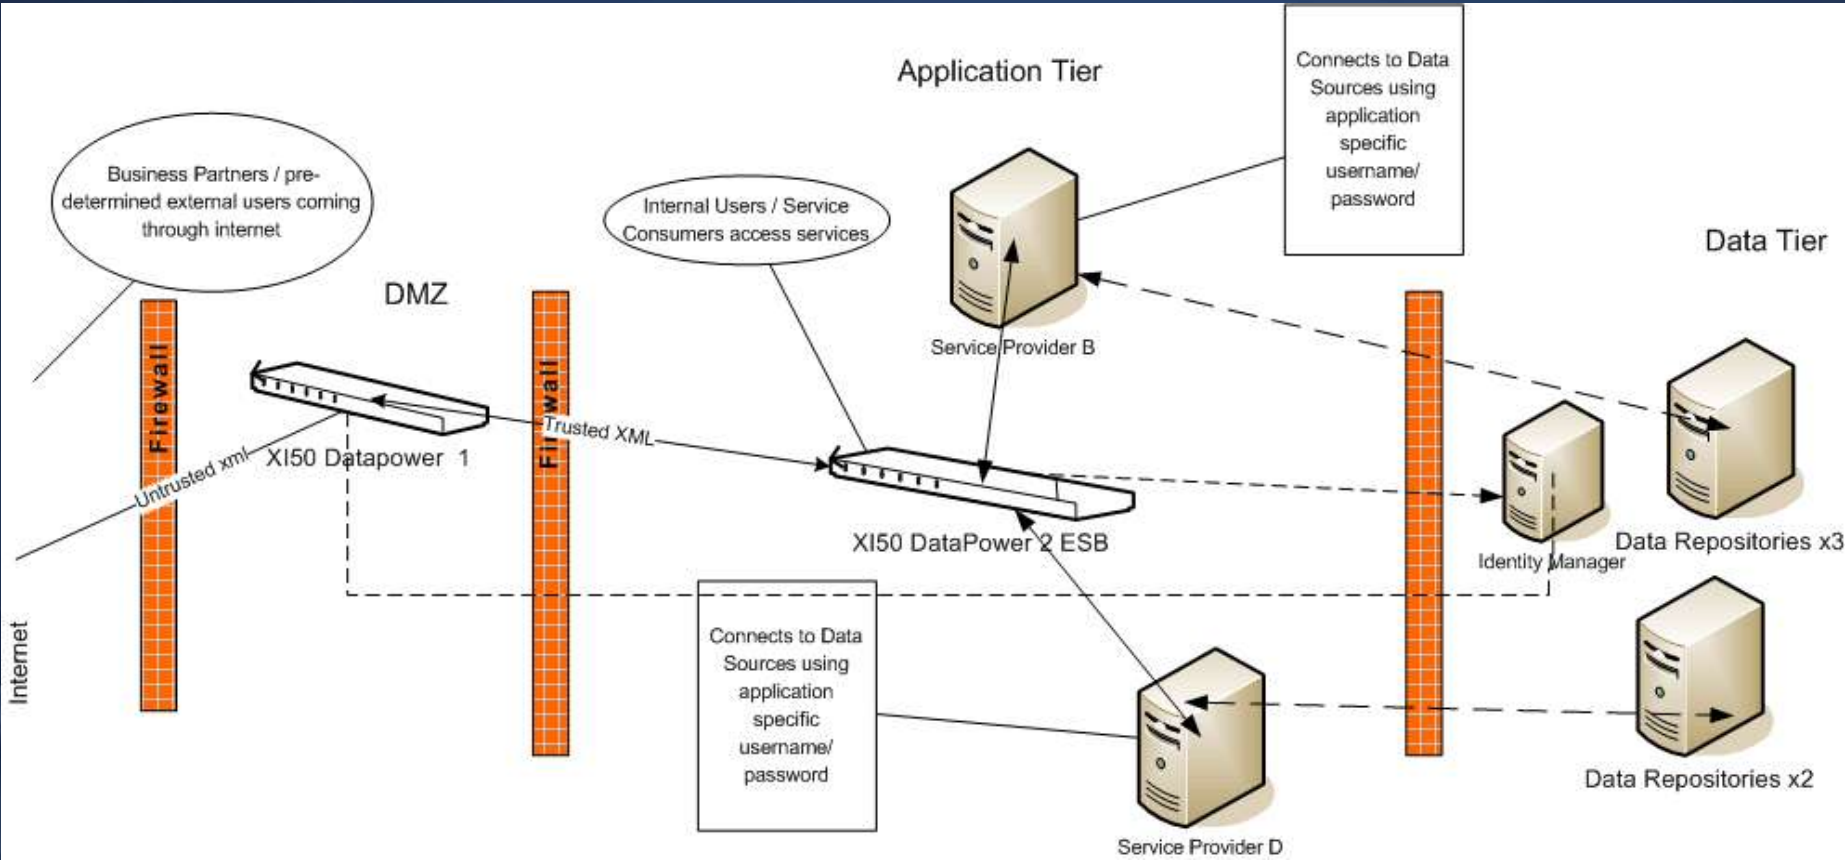 Application Tier
Connects to Data
Sources using
application
specific
username/
password
Business Partners / pre-
determined external users coming
through internet
Internal Users / Service
Consumers access services
Data Tier
DMZ
Firewall
Firewall
Service Provider B
Trusted XML
XI50 Datapower 1
Untrusted xml
XI50 DataPower 2 ESB
Data Repositories x3
Identity Manager
Connects to Data
Sources using
application
specific
username/
password
Internet
Data Repositories x2
Service Provider D